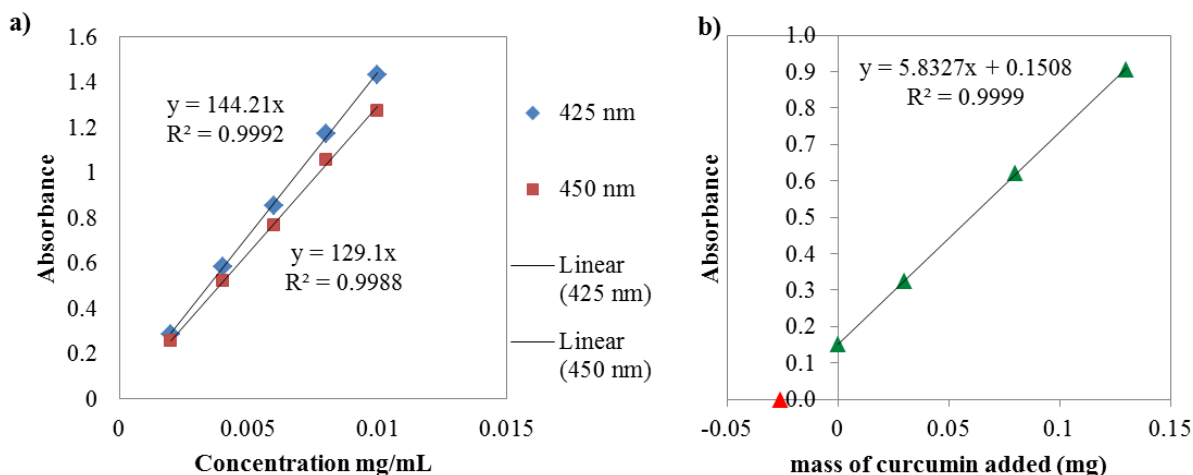 a)
1.6
1.4
1.2
1
0.8
0.6
0.4
0.2
0
Absorbance
y = 144.21x
R² = 0.9992
y = 129.1x
R² = 0.9988
0
0.005
0.01
0.015
Concentration mg/mL
425 nm
450 nm
Linear
(425 nm)
Linear
(450 nm)
b)
1.0
0.9
0.8
0.7
0.6
0.5
0.4
0.3
0.2
0.1
0.0
Absorbance
y = 5.8327x + 0.1508
R² = 0.9999
-0.05
0
0.05
0.1
0.15
mass of curcumin added (mg)